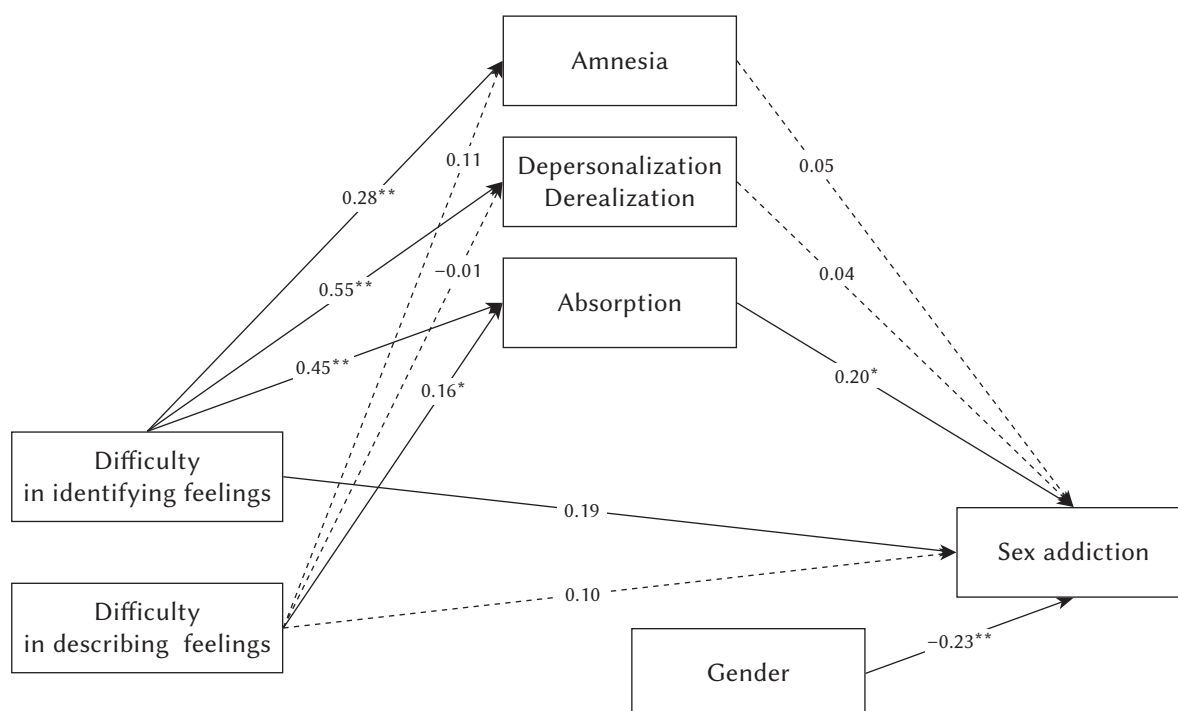 Amnesia
0.11
0.05
Depersonalization
Derealization
0.28**
−0.01
0.04
0.55**
Absorption
0.45**
0.16*
0.20*
Difficulty
in identifying feelings
0.19
Sex addiction
0.10
Difficulty
in describing feelings
−0.23**
Gender